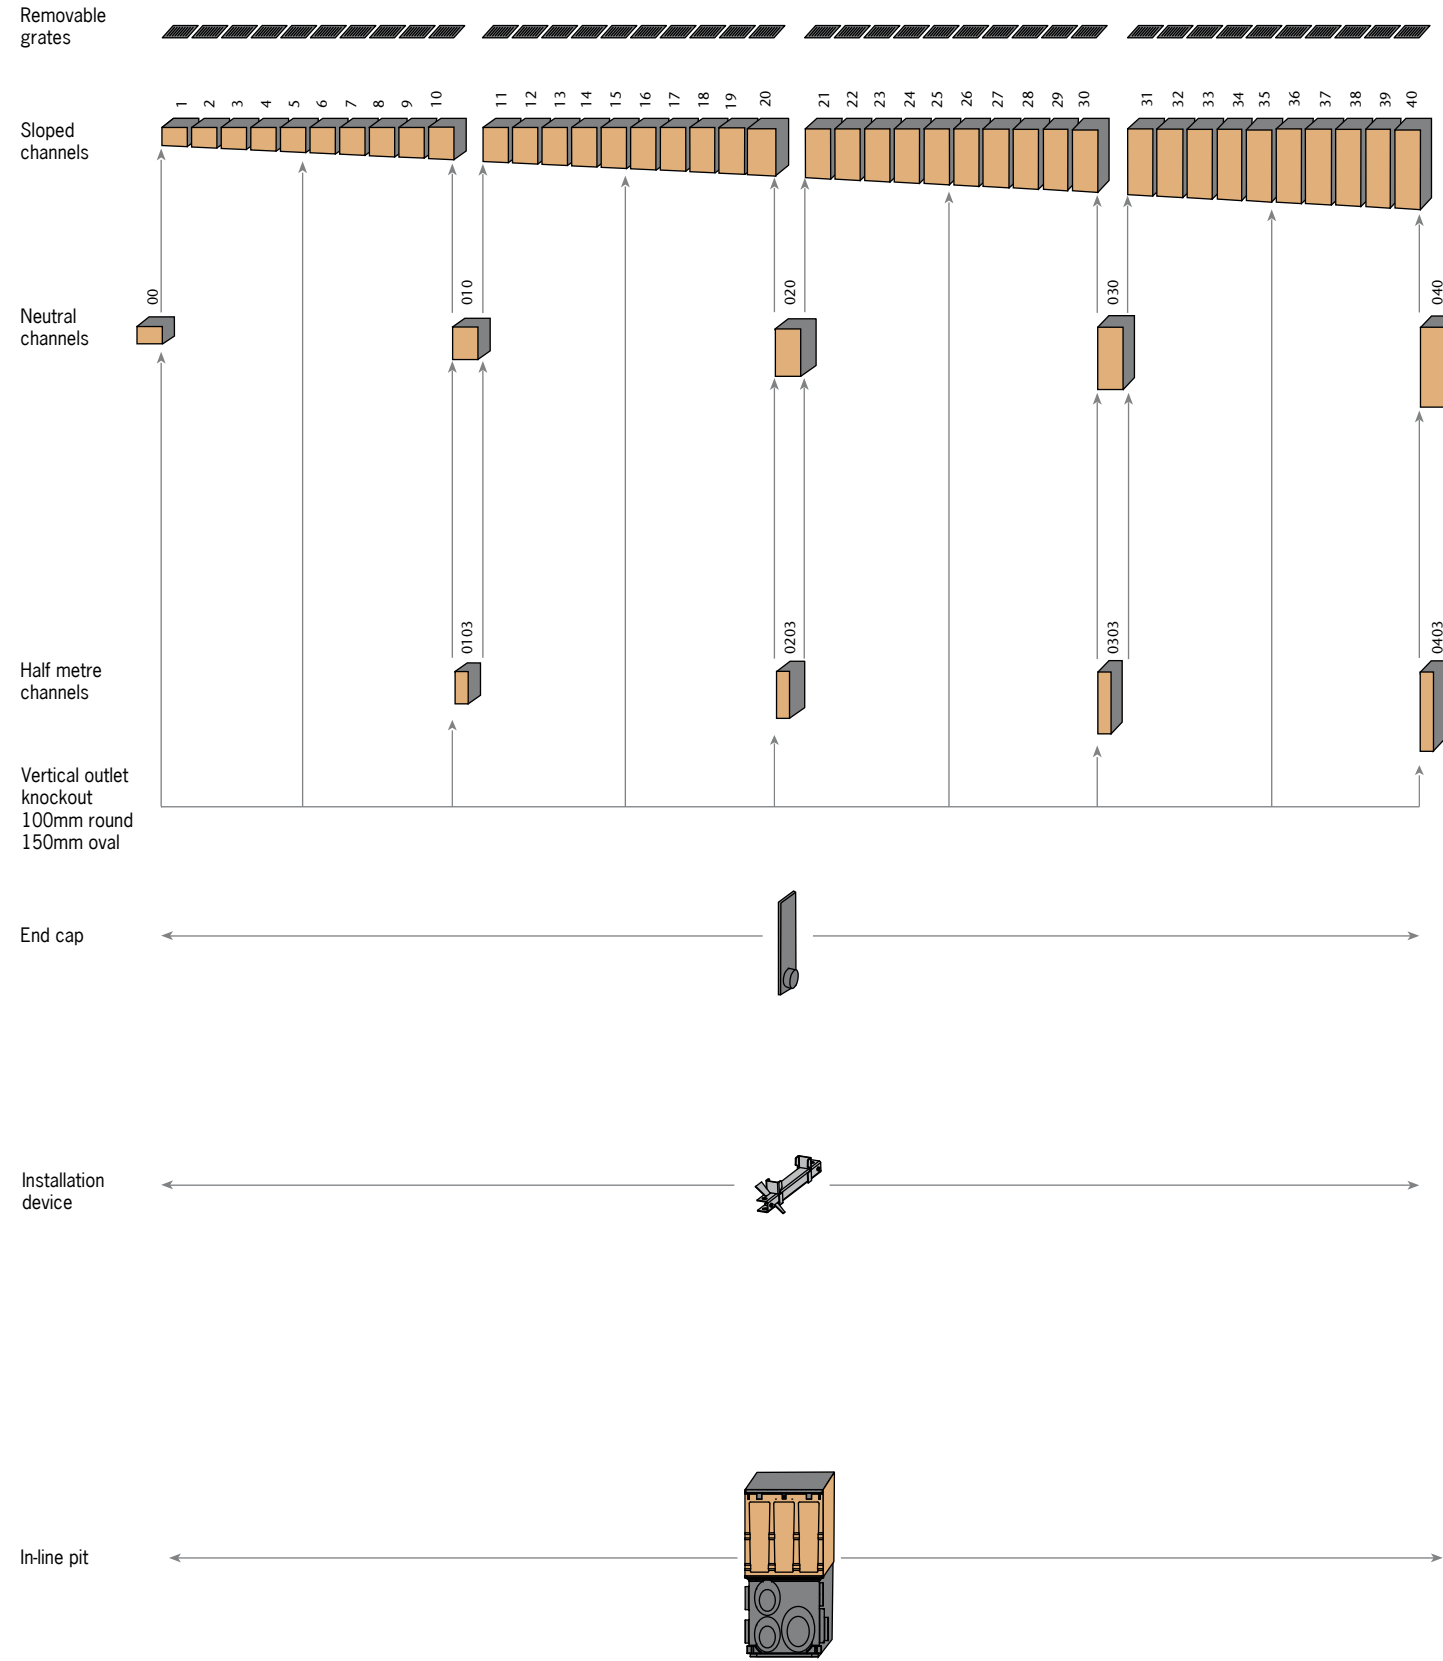 Removable
grates
1 2 3 4 5 6 7 8 9 10 11 12 13 14 15 16 17 18 19 20 21 22 23 24 25 26 27 28 29 30 31 32 33 34 35 36 37 38 39 40
Sloped
channels
00 010 020 030 040
Neutral
channels
0103 0203 0303 0403
Half metre
channels
Vertical outlet
knockout
100mm round
150mm oval
End cap
Installation
device
In-line pit